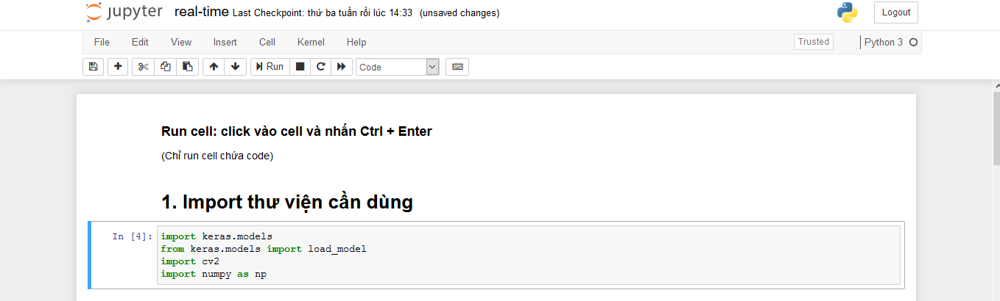 jupyter real-time Last Checkpoint: thứ ba tuần rồi lúc 14:33 (unsaved changes) Logout
File Edit View Insert Cell Kernel Help Trusted Python 3
Run Code
Run cell: click vào cell và nhấn Ctrl + Enter
(Chỉ run cell chứa code)
1. Import thư viện cần dùng
In [4]: import keras.models
from keras.models import load_model
import cv2
import numpy as np